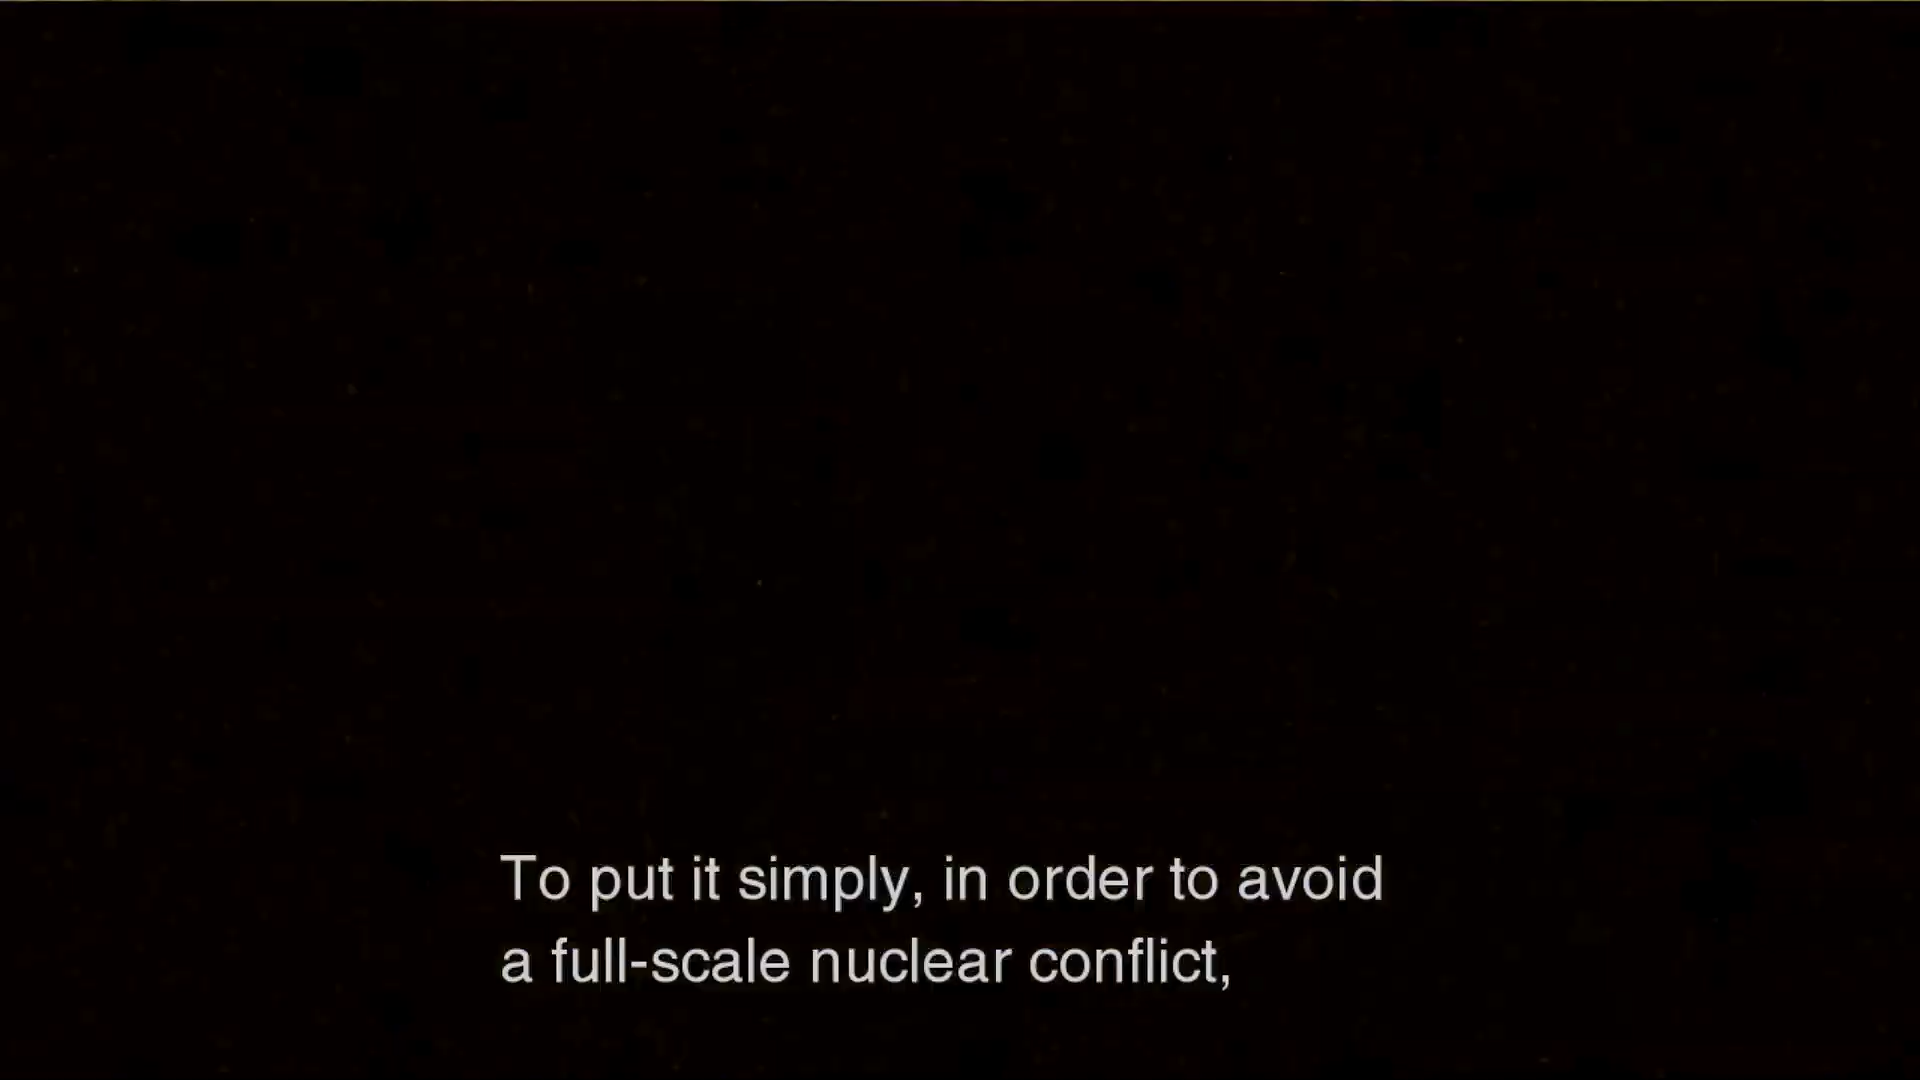 To put it simply, in order to avoid
a full-scale nuclear conflict,